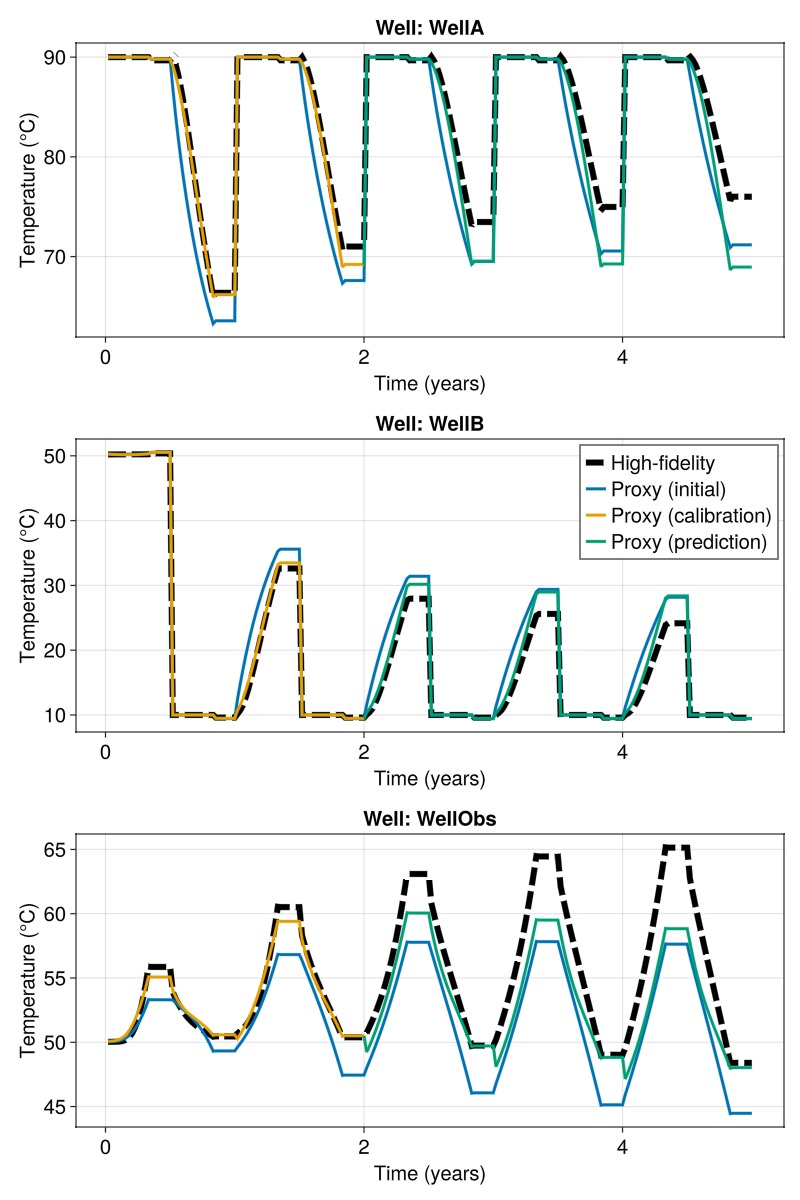 Well: WellA
Temperature (°C)
90
80
70
0 2 4
Time (years)
Well: WellB
Temperature (°C)
50
40
30
20
10
High-fidelity
Proxy (initial)
Proxy (calibration)
Proxy (prediction)
0 2 4
Time (years)
Well: WellObs
Temperature (°C)
65
60
55
50
45
0 2 4
Time (years)